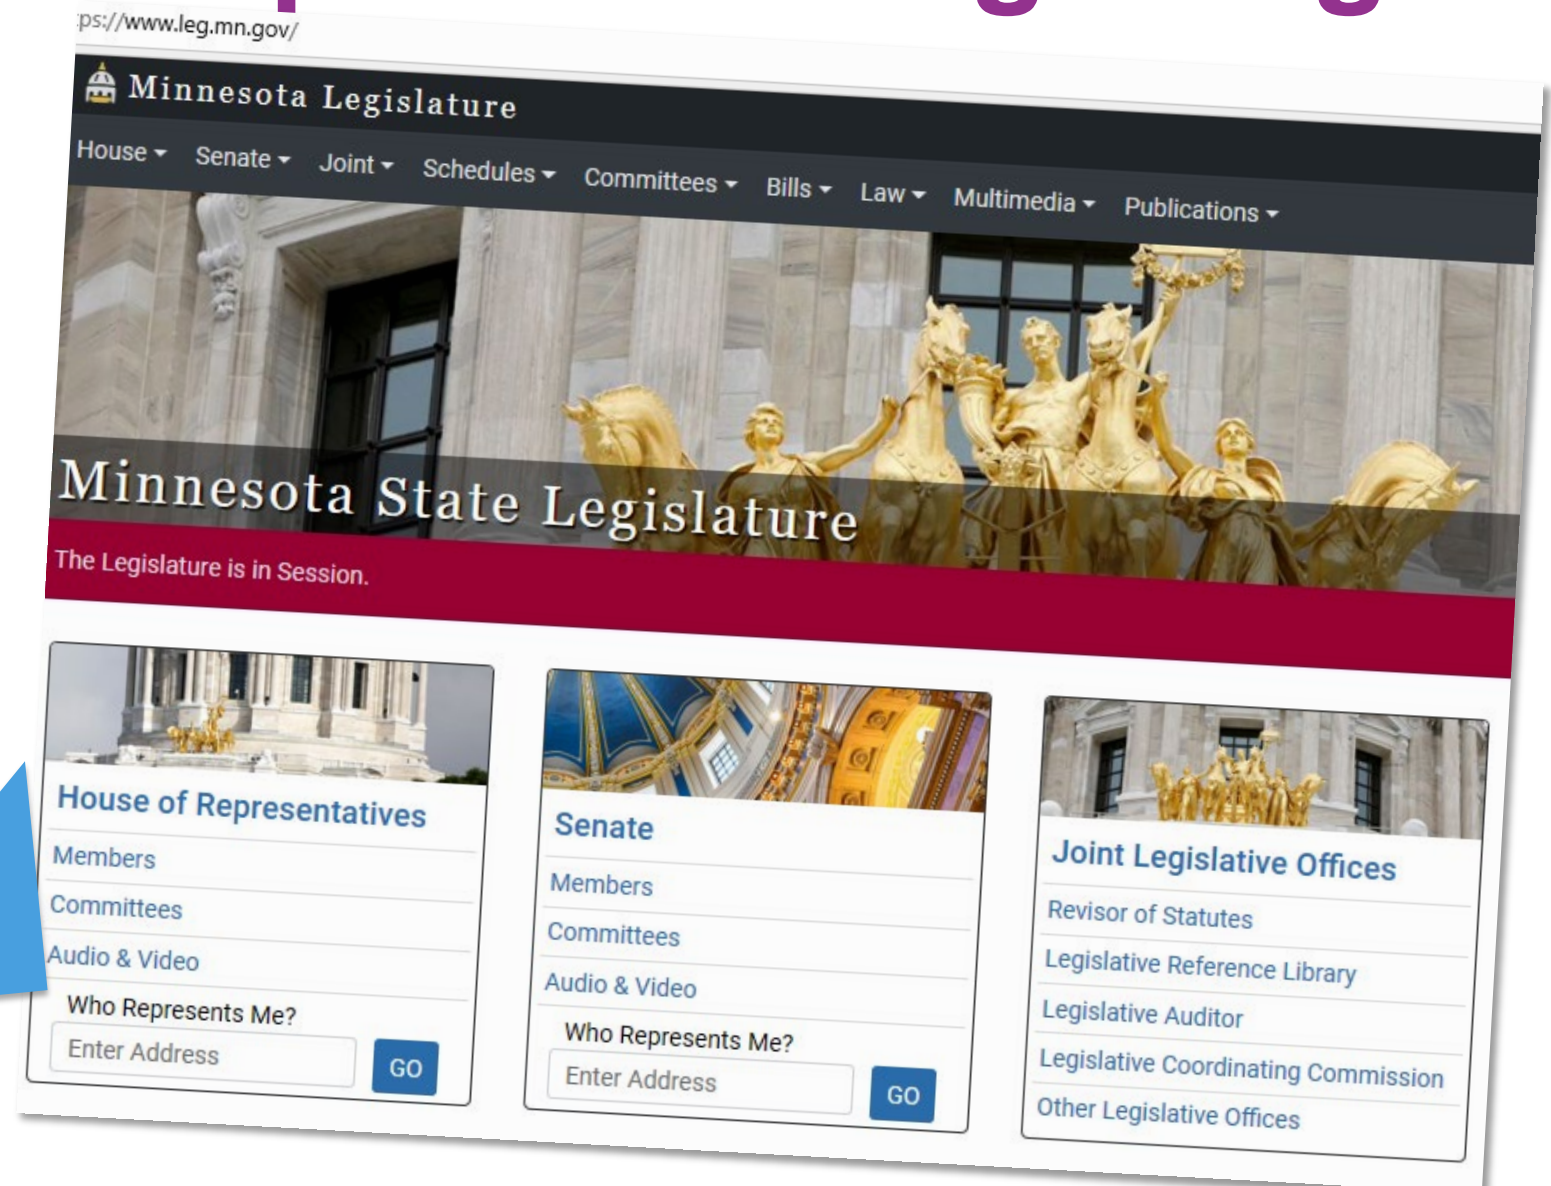 ps://www.leg.mn.gov/
Minnesota Legislature
House Senate Joint Schedules Committees Bills Law Multimedia Publications
Minnesota State Legislature
The Legislature is in Session.
House of Representatives
Members
Committees
Audio & Video
Who Represents Me?
Enter Address GO
Senate
Members
Committees
Audio & Video
Who Represents Me?
Enter Address GO
Joint Legislative Offices
Revisor of Statutes
Legislative Reference Library
Legislative Auditor
Legislative Coordinating Commission
Other Legislative Offices